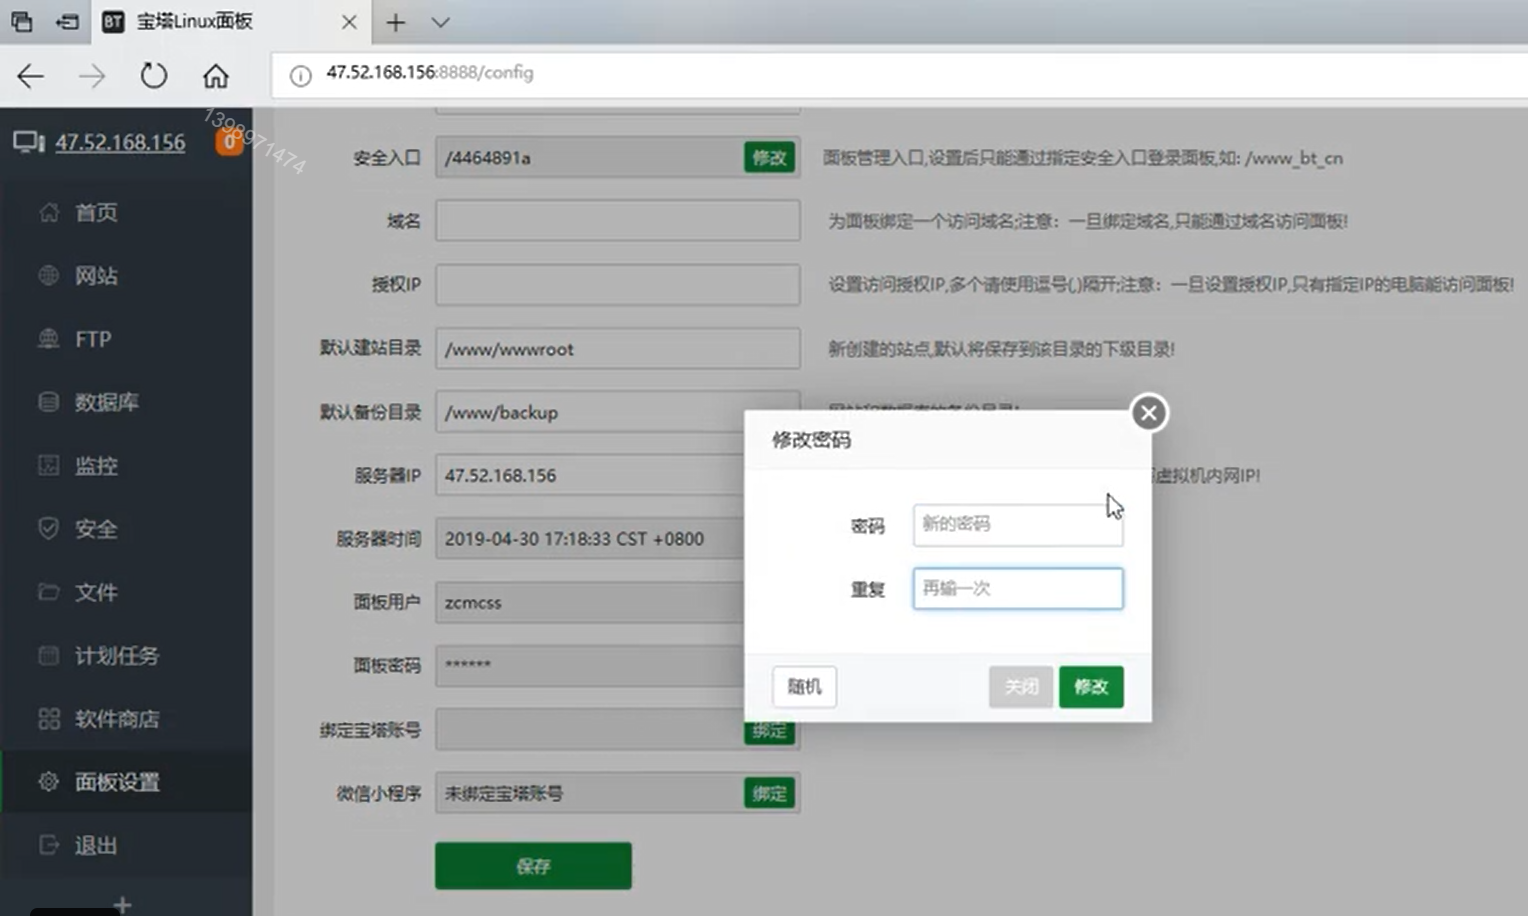 BT 宝塔Linux面板
47.52.168.156:8888/config
1398971474
47.52.168.156 0
首页
网站
FTP
数据库
监控
安全
文件
计划任务
软件商店
面板设置
退出
安全入口 /4464891a 修改 面板管理入口,设置后只能通过指定安全入口登录面板,如: /www_bt_cn
域名 为面板绑定一个访问域名;注意：一旦绑定域名,只能通过域名访问面板!
授权IP 设置访问授权IP,多个请使用逗号(,)隔开;注意：一旦设置授权IP,只有指定IP的电脑能访问面板!
默认建站目录 /www/wwwroot 新创建的站点,默认将保存到该目录的下级目录!
默认备份目录 /www/backup
服务器IP 47.52.168.156 虚拟机内网IP!
服务器时间 2019-04-30 17:18:33 CST +0800
面板用户 zcmcss
面板密码 ******
绑定宝塔账号 绑定
微信小程序 未绑定宝塔账号 绑定
保存
修改密码
密码 新的密码
重复 再输一次
随机 关闭 修改